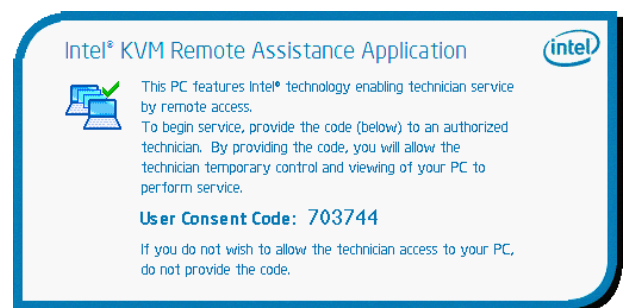 Intel® KVM Remote Assistance Application
intel
This PC features Intel® technology enabling technician service
by remote access.
To begin service, provide the code (below) to an authorized
technician. By providing the code, you will allow the
technician temporary control and viewing of your PC to
perform service.
User Consent Code: 703744
If you do not wish to allow the technician access to your PC,
do not provide the code.